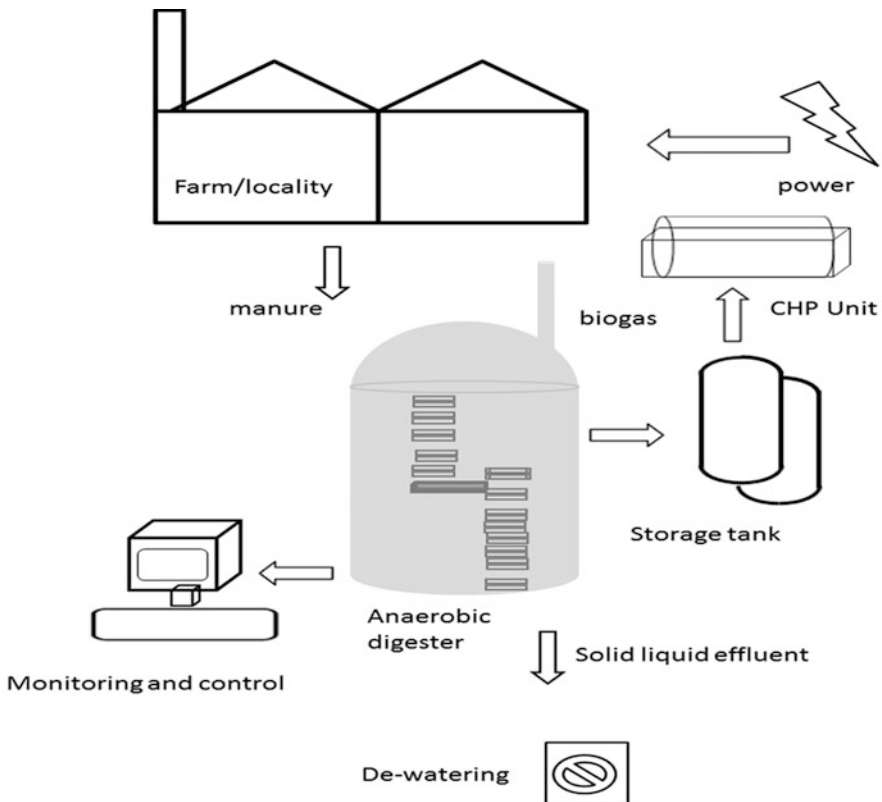 Farm/locality
power
manure
biogas
CHP Unit
Storage tank
Anaerobic
digester
Solid liquid effluent
Monitoring and control
De-watering